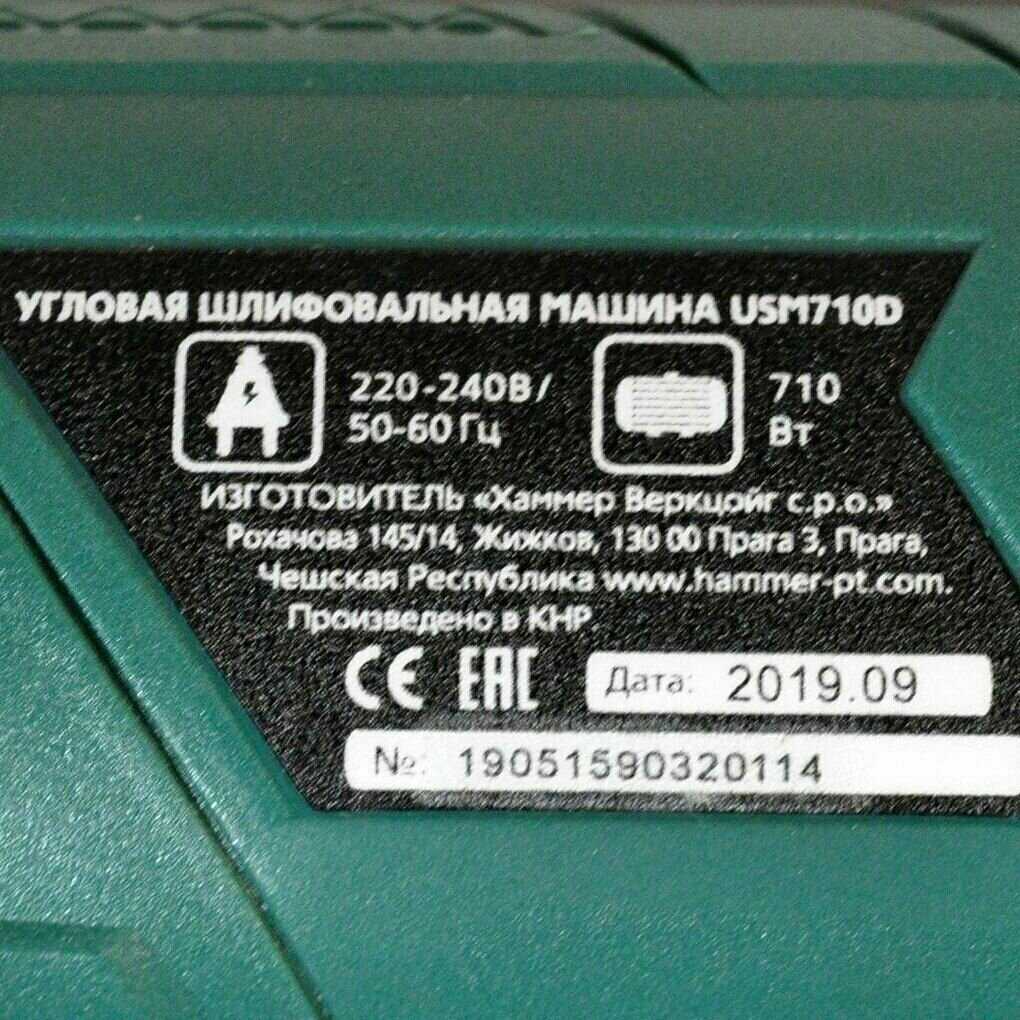 УГЛОВАЯ ШЛИФОВАЛЬНАЯ МАШИНА USM710D
220-240В/
50-60 Гц
710
Вт
ИЗГОТОВИТЕЛЬ «Хаммер Веркцойг с.р.о.»
Рохачова 145/14, Жижков, 130 00 Прага 3, Прага,
Чешская Республика www.hammer-pt.com.
Произведено в КНР
CE EAC
Дата: 2019.09
№: 19051590320114